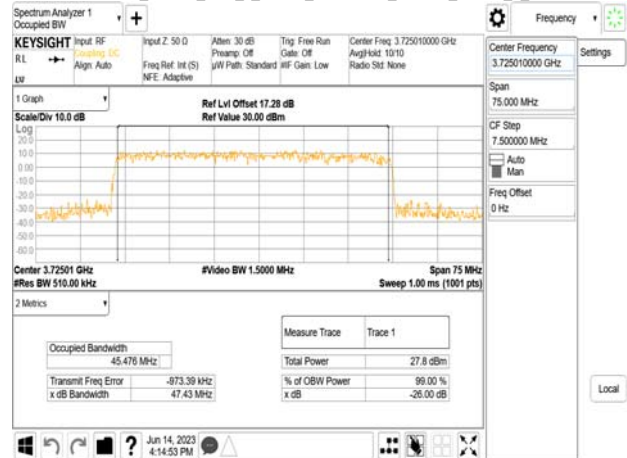 Spectrum Analyzer 1
Occupied BW
Frequency
KEYSIGHT
Input: RF
Coupling: DC
Align: Auto
Input Z: 50 Ω
Freq Ref: Int (S)
NFE: Adaptive
Atten: 30 dB
Preamp: Off
µW Path: Standard
Trig: Free Run
Gate: Off
#IF Gain: Low
Center Freq: 3.725010000 GHz
Avg|Hold: 10/10
Radio Std: None
RL
LV
Center Frequency
3.725010000 GHz
Settings
Span
75.000 MHz
CF Step
7.500000 MHz
Auto
Man
Freq Offset
0 Hz
Local
1 Graph
Scale/Div 10.0 dB
Ref Lvl Offset 17.28 dB
Ref Value 30.00 dBm
Log
20.0
10.0
0.00
-10.0
-20.0
-30.0
-40.0
-50.0
-60.0
Center 3.72501 GHz
#Res BW 510.00 kHz
#Video BW 1.5000 MHz
Span 75 MHz
Sweep 1.00 ms (1001 pts)
2 Metrics
Measure Trace Trace 1
Occupied Bandwidth
45.476 MHz
Total Power 27.8 dBm
Transmit Freq Error -973.39 kHz
% of OBW Power 99.00 %
x dB Bandwidth 47.43 MHz
x dB -26.00 dB
Jun 14, 2023
4:14:53 PM